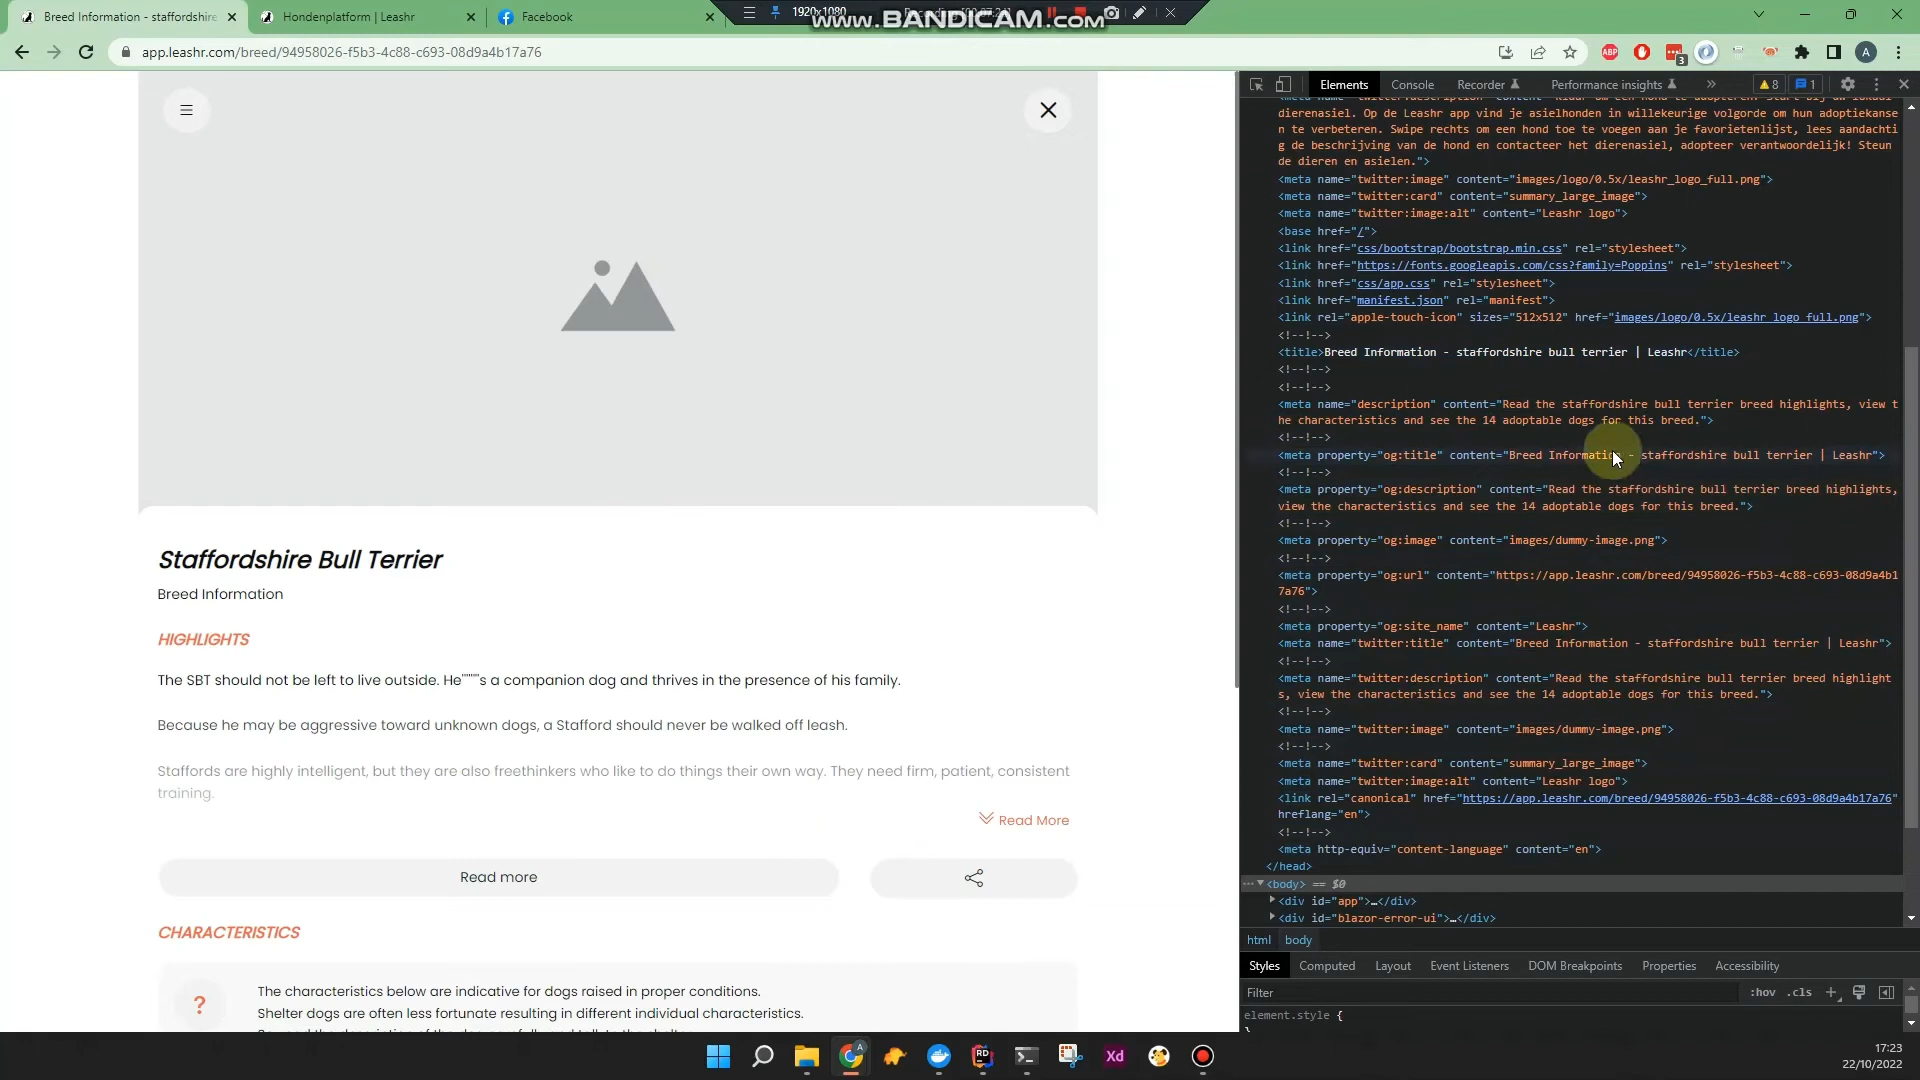 Breed Information - staffordshire
Hondenplatform | Leashr
Facebook
1920x1080
www.BANDICAM.com
app.leashr.com/breed/94958026-f5b3-4c88-c693-08d9a4b17a76
ABP
3
A
Elements
Console
Recorder
Performance insights
8
1
dierenasiel. Op de Leashr app vind je asielhonden in willekeurige volgorde om hun adoptiekanse
n te verbeteren. Swipe rechts om een hond toe te voegen aan je favorietenlijst, lees aandachti
g de beschrijving van de hond en contacteer het dierenasiel, adopteer verantwoordelijk! Steun
de dieren en asielen.">
<meta name="twitter:image" content="images/logo/0.5x/leashr_logo_full.png">
<meta name="twitter:card" content="summary_large_image">
<meta name="twitter:image:alt" content="Leashr logo">
<base href="/">
<link href="css/bootstrap/bootstrap.min.css" rel="stylesheet">
<link href="https://fonts.googleapis.com/css?family=Poppins" rel="stylesheet">
<link href="css/app.css" rel="stylesheet">
<link href="manifest.json" rel="manifest">
<link rel="apple-touch-icon" sizes="512x512" href="images/logo/0.5x/leashr_logo_full.png">
<!--!-->
<title>Breed Information - staffordshire bull terrier | Leashr</title>
<!--!-->
<!--!-->
<meta name="description" content="Read the staffordshire bull terrier breed highlights, view t
he characteristics and see the 14 adoptable dogs for this breed.">
<!--!-->
<meta property="og:title" content="Breed Information - staffordshire bull terrier | Leashr">
<!--!-->
<meta property="og:description" content="Read the staffordshire bull terrier breed highlights,
view the characteristics and see the 14 adoptable dogs for this breed.">
<!--!-->
<meta property="og:image" content="images/dummy-image.png">
<!--!-->
<meta property="og:url" content="https://app.leashr.com/breed/94958026-f5b3-4c88-c693-08d9a4b1
7a76">
<!--!-->
<meta property="og:site_name" content="Leashr">
<meta name="twitter:title" content="Breed Information - staffordshire bull terrier | Leashr">
<!--!-->
<meta name="twitter:description" content="Read the staffordshire bull terrier breed highlight
s, view the characteristics and see the 14 adoptable dogs for this breed.">
<!--!-->
<meta name="twitter:image" content="images/dummy-image.png">
<!--!-->
<meta name="twitter:card" content="summary_large_image">
<meta name="twitter:image:alt" content="Leashr logo">
<link rel="canonical" href="https://app.leashr.com/breed/94958026-f5b3-4c88-c693-08d9a4b17a76"
hreflang="en">
<!--!-->
<meta http-equiv="content-language" content="en">
</head>
<body> == $0
<div id="app">…</div>
<div id="blazor-error-ui">…</div>
html body
Styles
Computed
Layout
Event Listeners
DOM Breakpoints
Properties
Accessibility
Filter
:hov .cls
element.style {
}
Staffordshire Bull Terrier
Breed Information
HIGHLIGHTS
The SBT should not be left to live outside. He""""s a companion dog and thrives in the presence of his family.
Because he may be aggressive toward unknown dogs, a Stafford should never be walked off leash.
Staffords are highly intelligent, but they are also freethinkers who like to do things their own way. They need firm, patient, consistent
training.
Read More
Read more
CHARACTERISTICS
?
The characteristics below are indicative for dogs raised in proper conditions.
Shelter dogs are often less fortunate resulting in different individual characteristics.
A
RD
Xd
17:23
22/10/2022